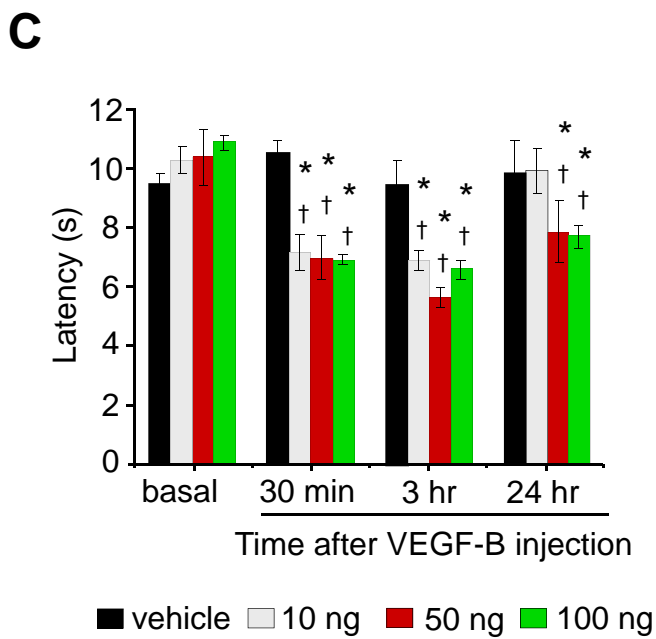 C
Latency (s)
12
10
8
6
4
2
0
* * *
† † †
* * *
† † †
* *
† †
basal 30 min 3 hr 24 hr
Time after VEGF-B injection
vehicle 10 ng 50 ng 100 ng